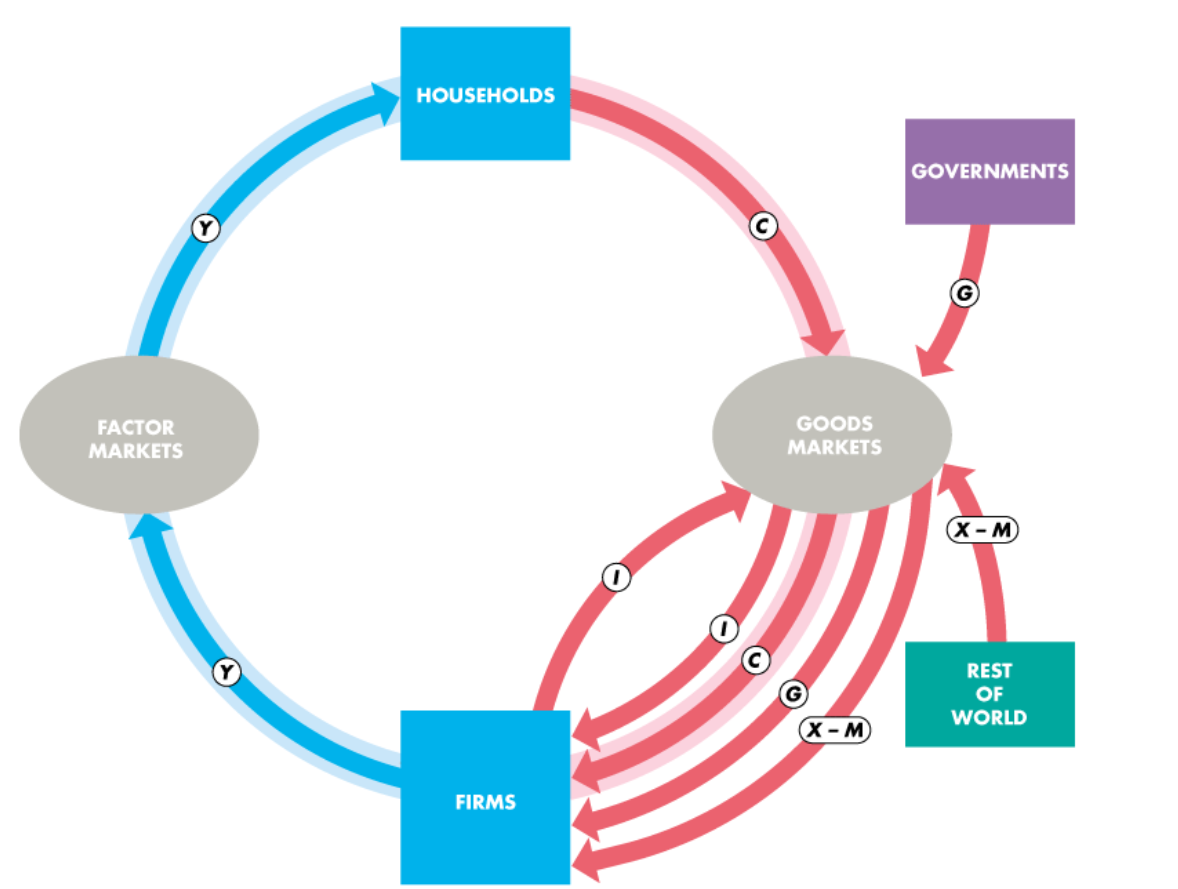 HOUSEHOLDS
GOVERNMENTS
Y
C
G
FACTOR
MARKETS
GOODS
MARKETS
X – M
I
I
C
Y
G
X – M
REST
OF
WORLD
FIRMS